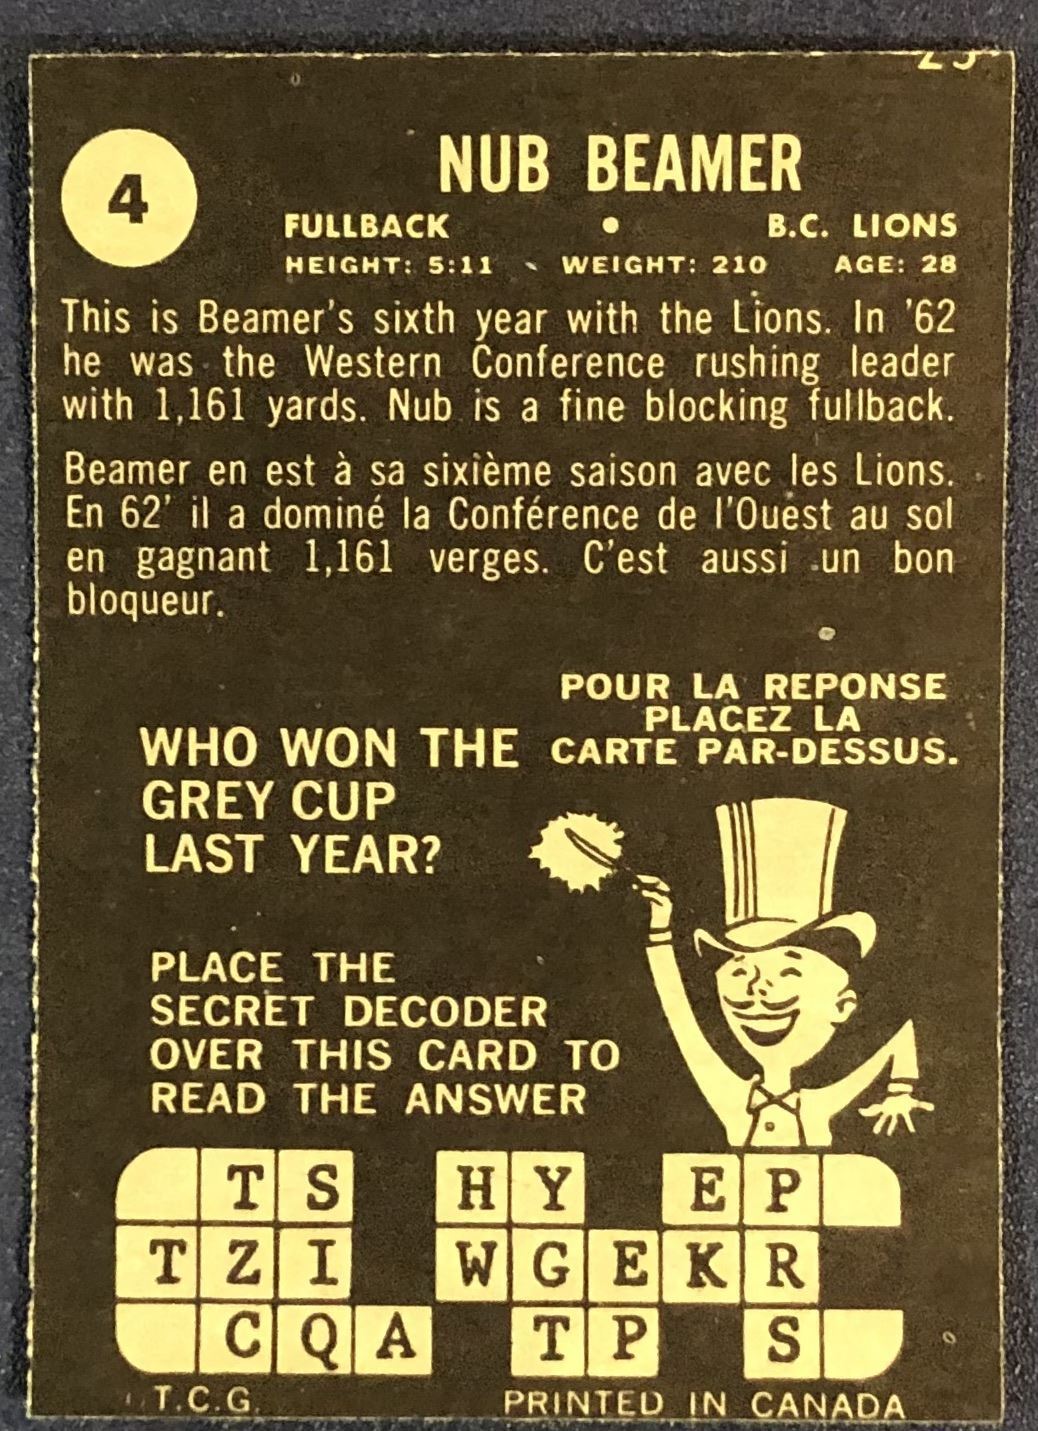 4
NUB BEAMER
FULLBACK • B.C. LIONS
HEIGHT: 5:11 WEIGHT: 210 AGE: 28
This is Beamer's sixth year with the Lions. In '62
he was the Western Conference rushing leader
with 1,161 yards. Nub is a fine blocking fullback.
Beamer en est à sa sixième saison avec les Lions.
En 62' il a dominé la Conférence de l'Ouest au sol
en gagnant 1,161 verges. C'est aussi un bon
bloqueur.
POUR LA REPONSE
PLACEZ LA
CARTE PAR-DESSUS.
WHO WON THE
GREY CUP
LAST YEAR?
PLACE THE
SECRET DECODER
OVER THIS CARD TO
READ THE ANSWER
T S H Y E P
T Z I W G E K R
C Q A T P S
T.C.G. PRINTED IN CANADA